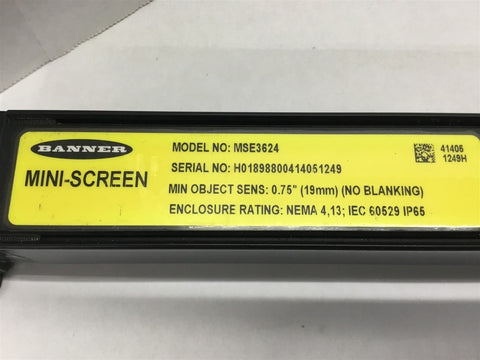 BANNER
MINI-SCREEN
MODEL NO: MSE3624
SERIAL NO: H01898800414051249
MIN OBJECT SENS: 0.75" (19mm) (NO BLANKING)
ENCLOSURE RATING: NEMA 4,13; IEC 60529 IP65
41405
1249H